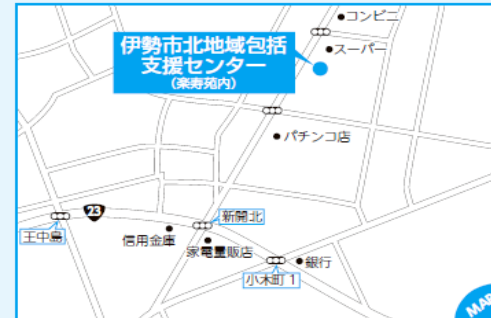 コンビニ
伊勢市北地域包括
支援センター
(楽寿苑内)
スーパー
パチンコ店
23
新開北
王中島
信用金庫
家電量販店
小木町 1
銀行
MAP